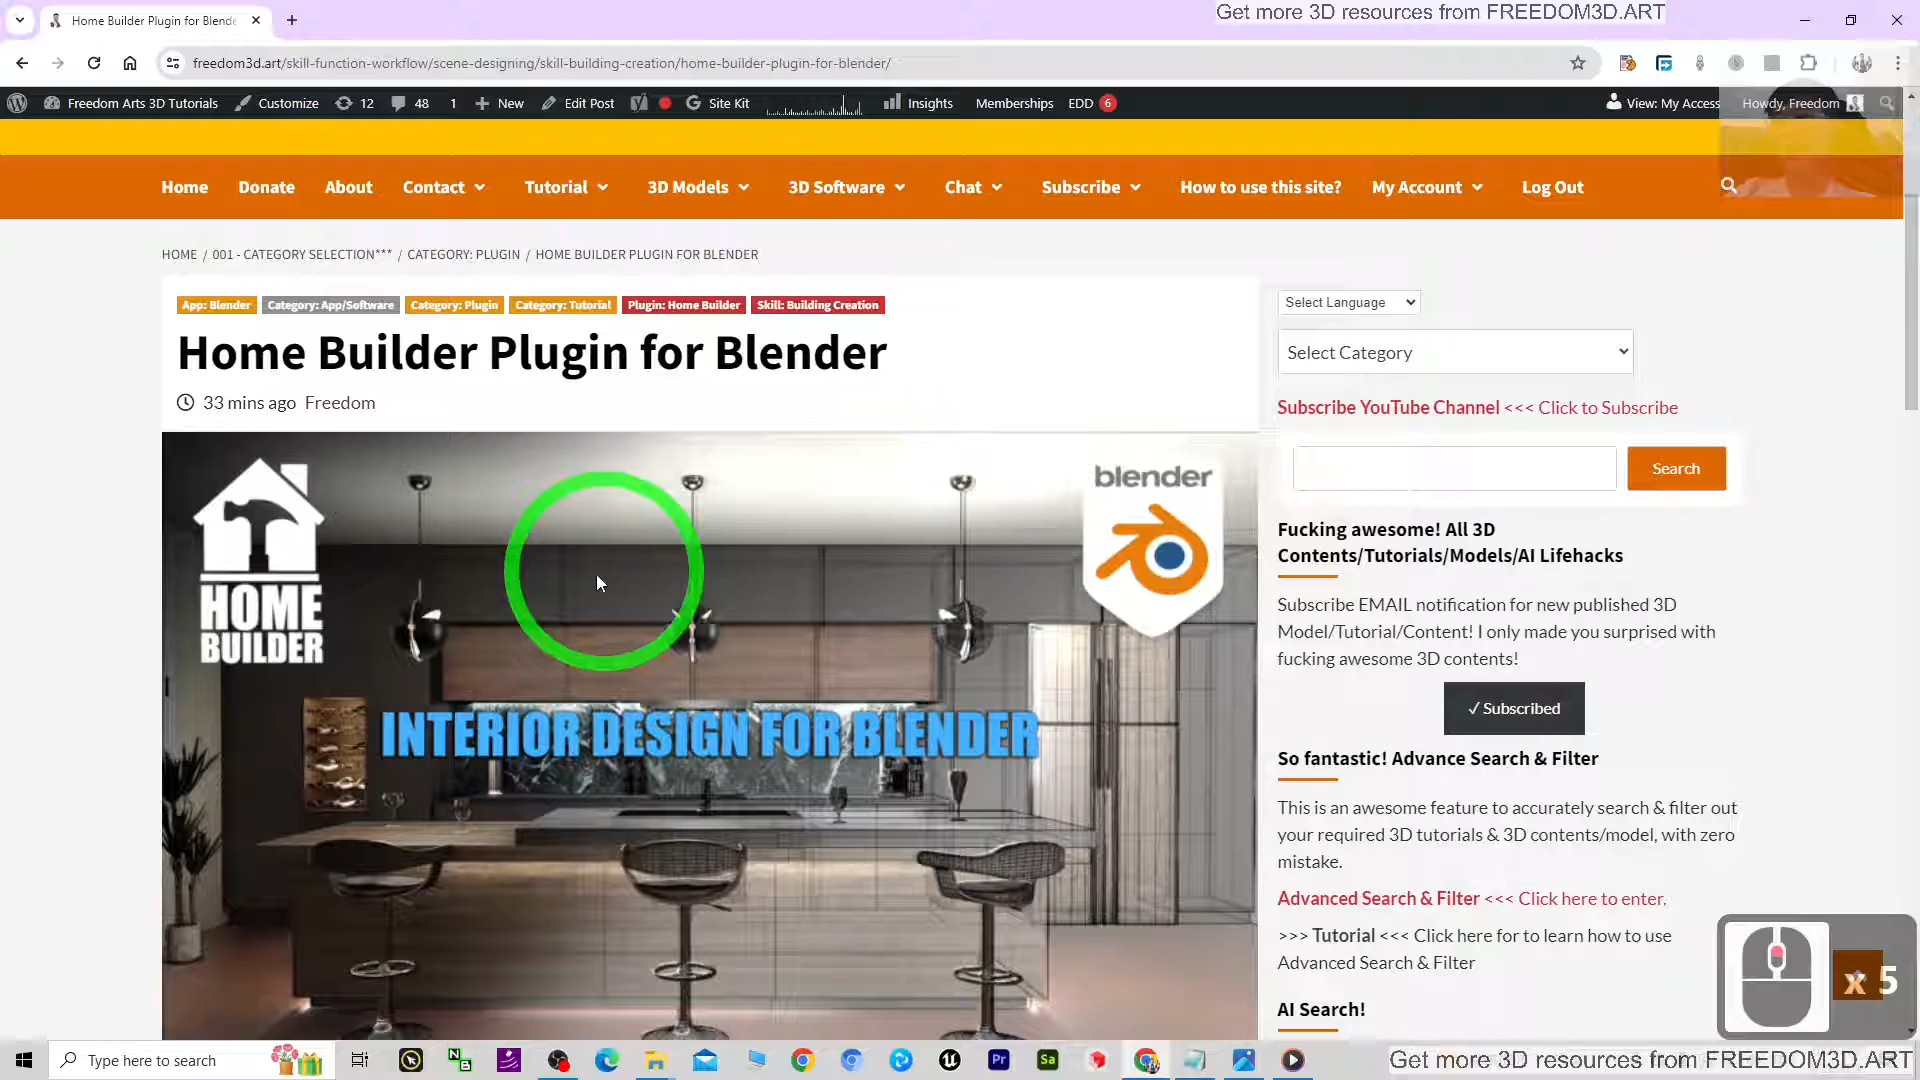 Home Builder Plugin for Blende
Get more 3D resources from FREEDOM3D.ART
freedom3d.art/skill-function-workflow/scene-designing/skill-building-creation/home-builder-plugin-for-blender/
Freedom Arts 3D Tutorials Customize 12 48 1 New Edit Post Site Kit Insights Memberships EDD 6 View: My Access Howdy, Freedom
Home Donate About Contact Tutorial 3D Models 3D Software Chat Subscribe How to use this site? My Account Log Out
HOME / 001 - CATEGORY SELECTION*** / CATEGORY: PLUGIN / HOME BUILDER PLUGIN FOR BLENDER
App: Blender Category: App/Software Category: Plugin Category: Tutorial Plugin: Home Builder Skill: Building Creation
Home Builder Plugin for Blender
33 mins ago Freedom
HOME
BUILDER
blender
INTERIOR DESIGN FOR BLENDER
Select Language
Select Category
Subscribe YouTube Channel <<< Click to Subscribe
Search
Fucking awesome! All 3D
Contents/Tutorials/Models/AI Lifehacks
Subscribe EMAIL notification for new published 3D
Model/Tutorial/Content! I only made you surprised with
fucking awesome 3D contents!
✓ Subscribed
So fantastic! Advance Search & Filter
This is an awesome feature to accurately search & filter out
your required 3D tutorials & 3D contents/model, with zero
mistake.
Advanced Search & Filter <<< Click here to enter.
>>> Tutorial <<< Click here for to learn how to use
Advanced Search & Filter
AI Search!
x 5
Type here to search
Pr
Sa
Get more 3D resources from FREEDOM3D.ART